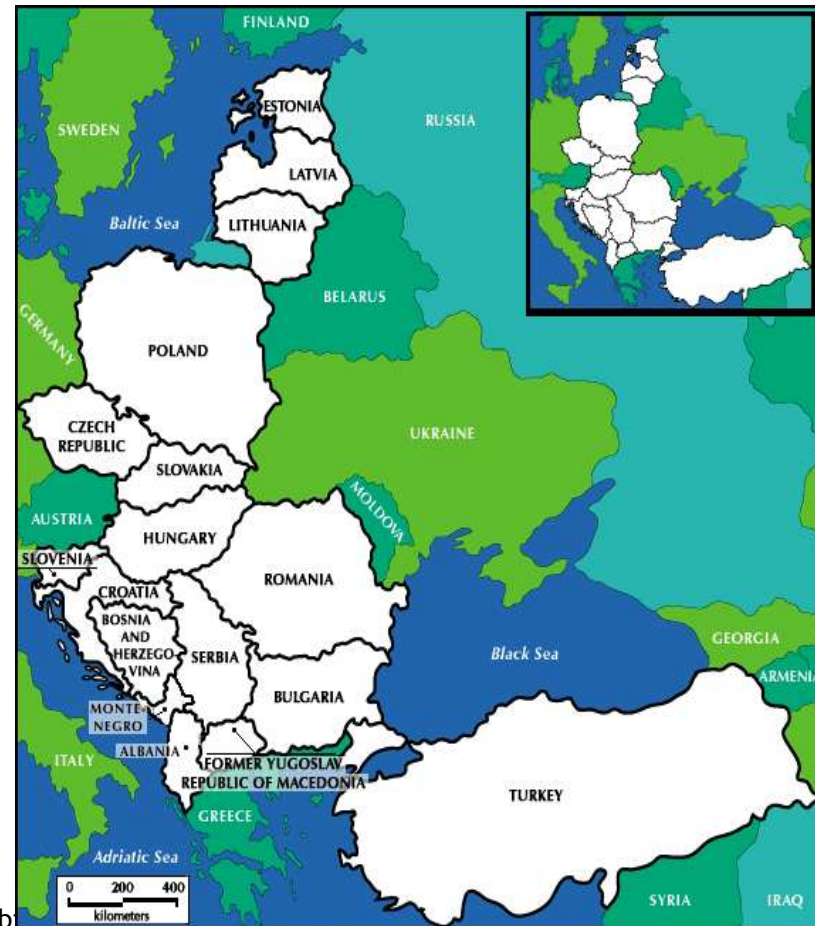 FINLAND
SWEDEN
ESTONIA
RUSSIA
LATVIA
Baltic Sea
LITHUANIA
BELARUS
GERMANY
POLAND
CZECH
REPUBLIC
UKRAINE
SLOVAKIA
MOLDOVA
AUSTRIA
HUNGARY
SLOVENIA
ROMANIA
CROATIA
BOSNIA
AND
HERZEGO-
VINA
SERBIA
Black Sea
GEORGIA
ARMENIA
BULGARIA
MONTE-
NEGRO
ALBANIA
ITALY
FORMER YUGOSLAV
REPUBLIC OF MACEDONIA
TURKEY
GREECE
Adriatic Sea
0 200 400
kilometers
SYRIA
IRAQ